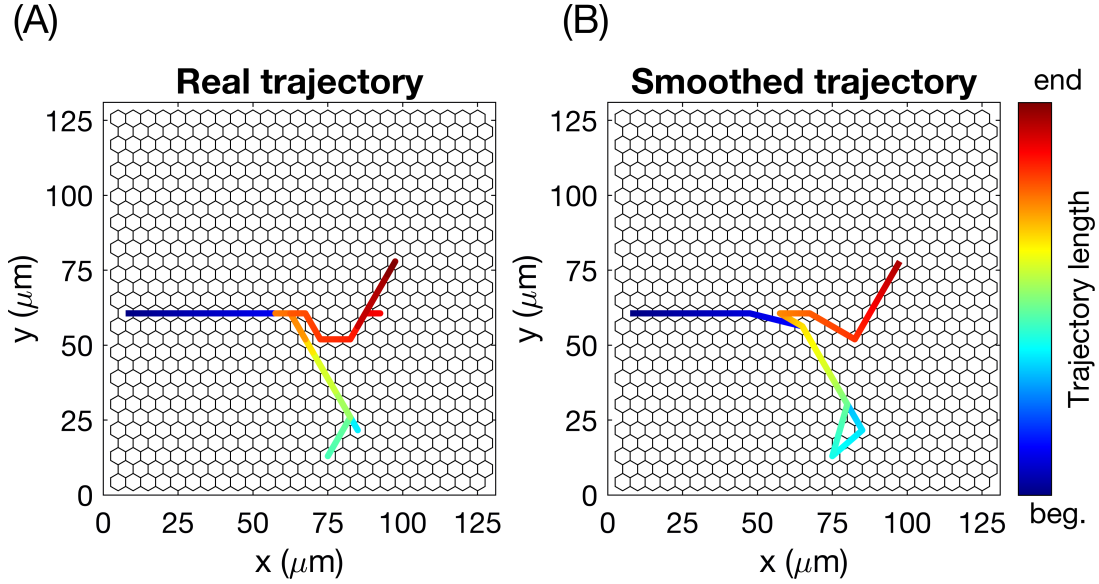 (A)
(B)
Real trajectory
Smoothed trajectory
end
125
100
75
50
25
0
y (μm)
0 25 50 75 100 125
x (μm)
125
100
75
50
25
0
y (μm)
0 25 50 75 100 125
x (μm)
Trajectory length
beg.